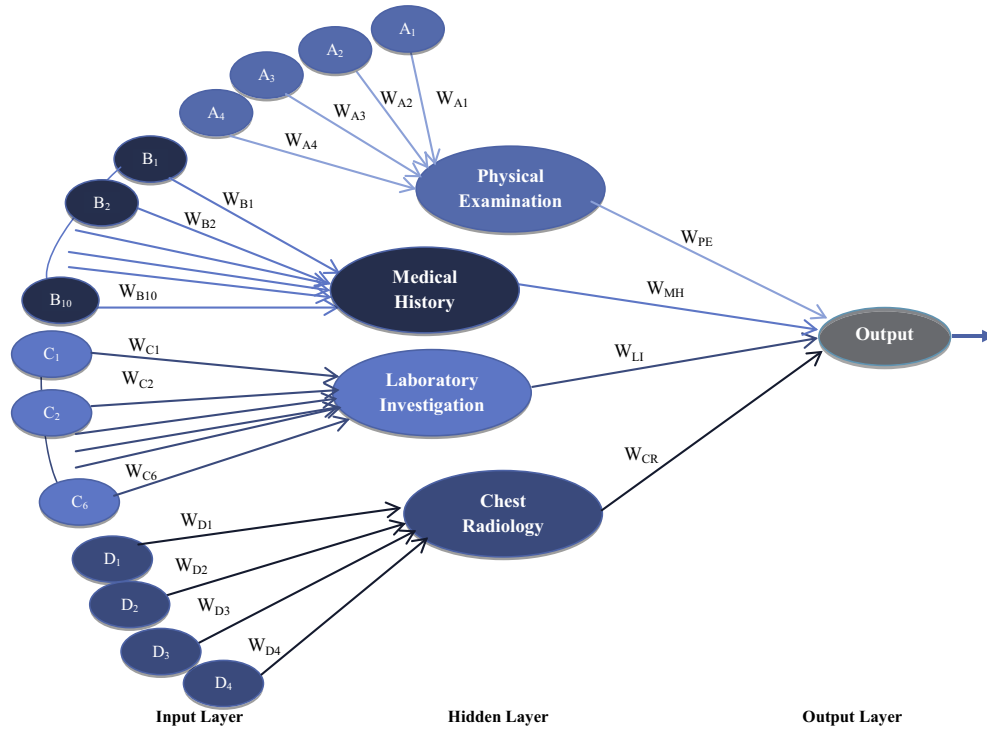 A1
A2
A3
A4
WA1
WA2
WA3
WA4
Physical
Examination
B1
B2
B10
WB1
WB2
WB10
Medical
History
C1
C2
C6
WC1
WC2
WC6
Laboratory
Investigation
D1
D2
D3
D4
WD1
WD2
WD3
WD4
Chest
Radiology
WPE
WMH
WLI
WCR
Output
Input Layer
Hidden Layer
Output Layer